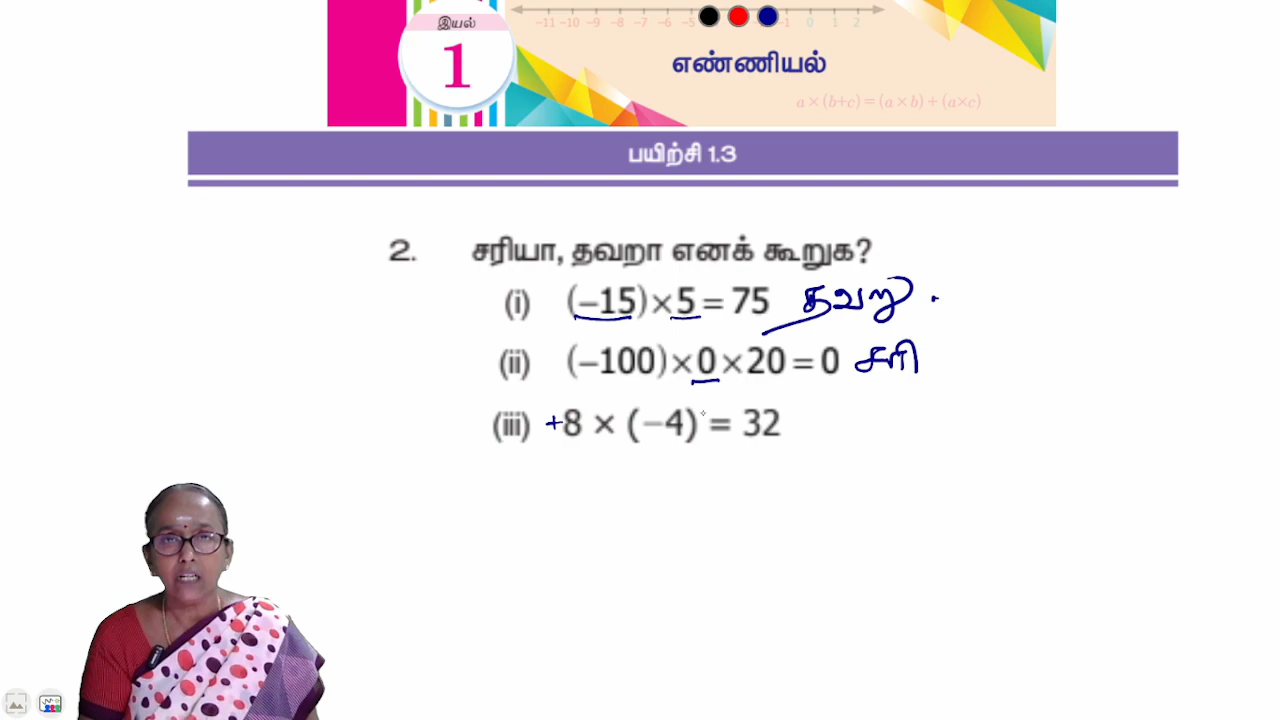 இயல்
1
-11 -10 -9 -8 -7 -6 -5 -1 0 1 2
எண்ணியல்
a × (b+c) = (a × b) + (a×c)
பயிற்சி 1.3
2. சரியா, தவறா எனக் கூறுக?
(i) (−15) × 5 = 75 தவறு .
(ii) (−100) × 0 × 20 = 0 சரி
(iii) +8 × (−4) = 32